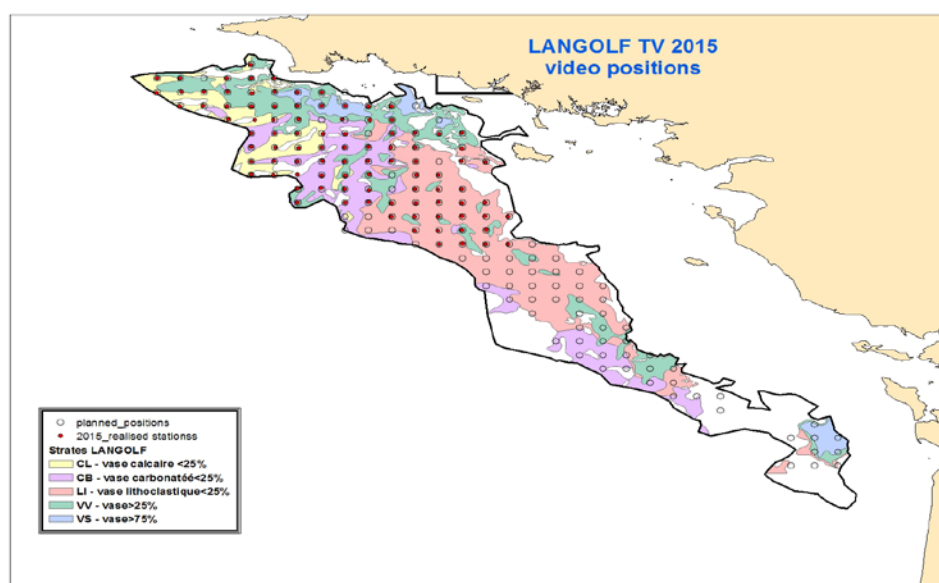 LANGOLF TV 2015
video positions
planned_positions
2015_realised stationss
Strates LANGOLF
CL - vase calcaire <25%
CB - vase carbonatéé<25%
LI - vase lithoclastique<25%
VV - vase>25%
VS - vase>75%